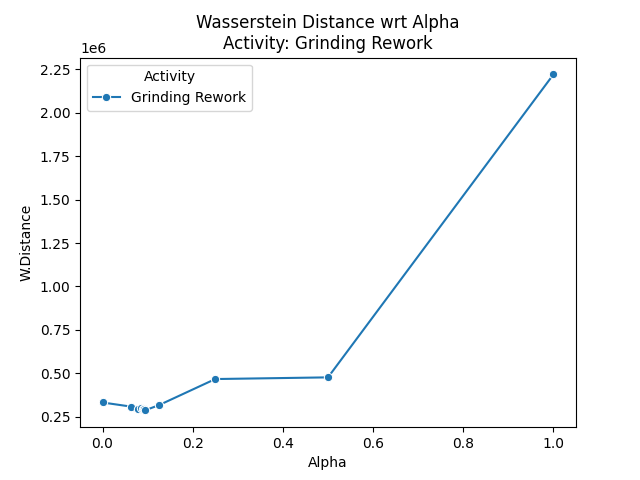 Wasserstein Distance wrt Alpha
Activity: Grinding Rework
1e6
Activity
Grinding Rework
2.25
2.00
1.75
1.50
1.25
1.00
0.75
0.50
0.25
W.Distance
0.0 0.2 0.4 0.6 0.8 1.0
Alpha